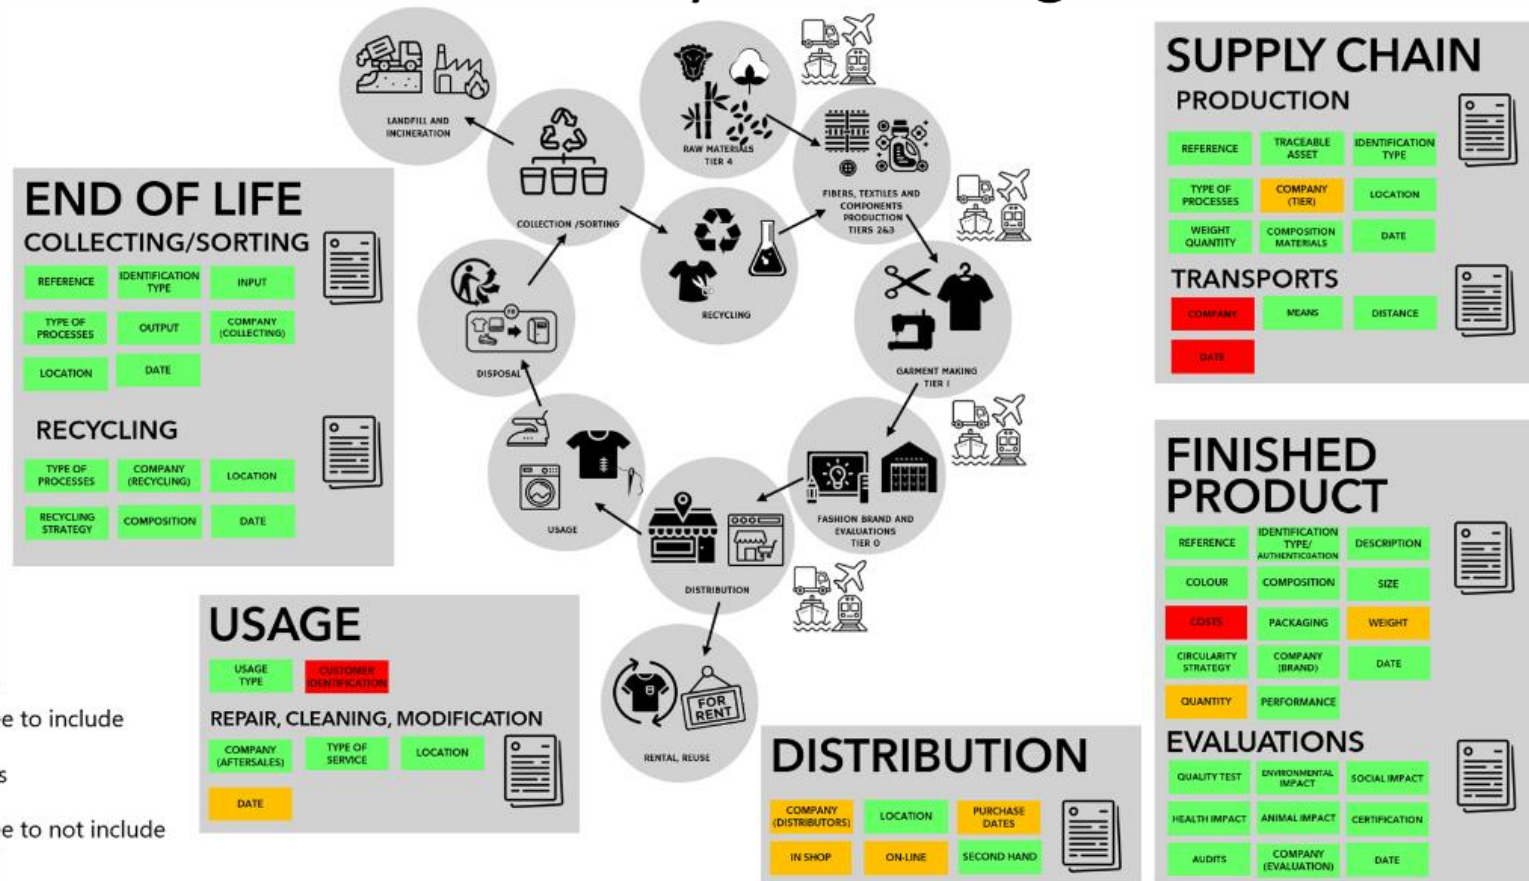 LANDFILL AND
INCINERATION
COLLECTION /SORTING
RAW MATERIALS
TIER 4
FIBERS, TEXTILES AND
COMPONENTS
PRODUCTION
TIERS 2&3
RECYCLING
DISPOSAL
FR
GARMENT MAKING
TIER 1
USAGE
FASHION BRAND AND
EVALUATIONS
TIER 0
DISTRIBUTION
RENTAL, REUSE
FOR
RENT
END OF LIFE
COLLECTING/SORTING
REFERENCE
IDENTIFICATION
TYPE
INPUT
TYPE OF
PROCESSES
OUTPUT
COMPANY
(COLLECTING)
LOCATION
DATE
RECYCLING
TYPE OF
PROCESSES
COMPANY
(RECYCLING)
LOCATION
RECYCLING
STRATEGY
COMPOSITION
DATE
USAGE
USAGE
TYPE
CUSTOMER
IDENTIFICATION
REPAIR, CLEANING, MODIFICATION
COMPANY
(AFTERSALES)
TYPE OF
SERVICE
LOCATION
DATE
to include
to not include
DISTRIBUTION
COMPANY
(DISTRIBUTORS)
LOCATION
PURCHASE
DATES
IN SHOP
ON-LINE
SECOND HAND
SUPPLY CHAIN
PRODUCTION
REFERENCE
TRACEABLE
ASSET
IDENTIFICATION
TYPE
TYPE OF
PROCESSES
COMPANY
(TIER)
LOCATION
WEIGHT
QUANTITY
COMPOSITION
MATERIALS
DATE
TRANSPORTS
COMPANY
MEANS
DISTANCE
DATE
FINISHED
PRODUCT
REFERENCE
IDENTIFICATION
TYPE/
DESCRIPTION
COLOUR
COMPOSITION
SIZE
COSTS
PACKAGING
WEIGHT
CIRCULARITY
STRATEGY
COMPANY
(BRAND)
DATE
QUANTITY
PERFORMANCE
EVALUATIONS
QUALITY TEST
ENVIRONMENTAL
IMPACT
SOCIAL IMPACT
HEALTH IMPACT
ANIMAL IMPACT
CERTIFICATION
AUDITS
COMPANY
(EVALUATION)
DATE